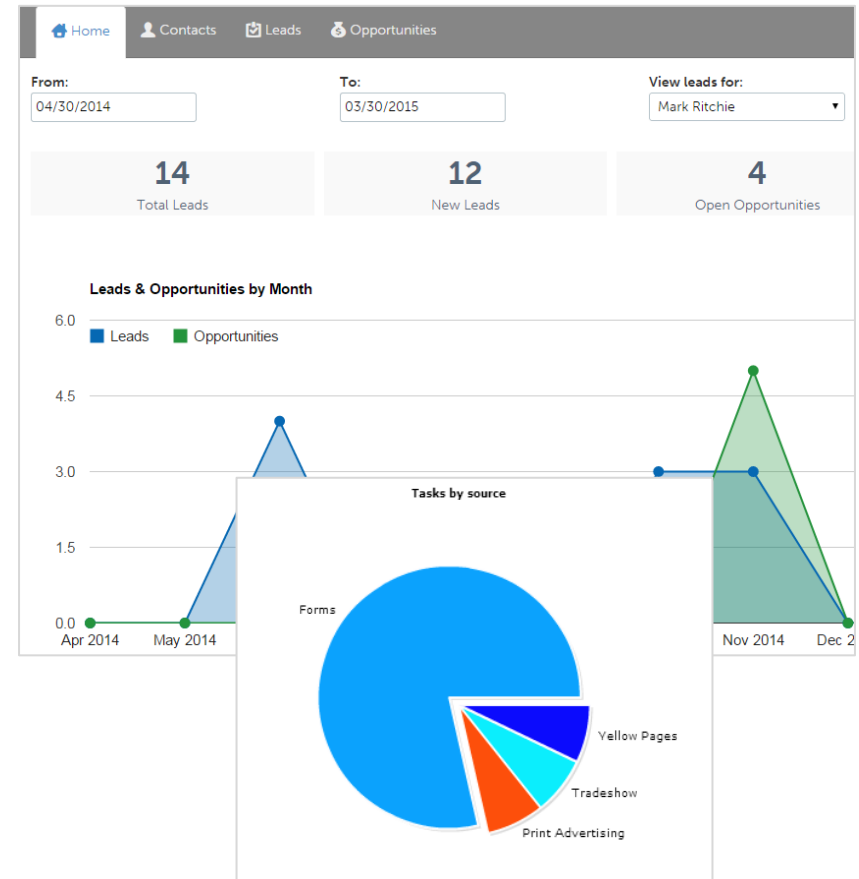 Home Contacts Leads Opportunities
From: To: View leads for:
04/30/2014 03/30/2015 Mark Ritchie
14 12 4
Total Leads New Leads Open Opportunities
Leads & Opportunities by Month
6.0
Leads Opportunities
4.5
3.0
1.5
0.0
Apr 2014 May 2014 Nov 2014 Dec 2
Tasks by source
Forms
Yellow Pages
Tradeshow
Print Advertising